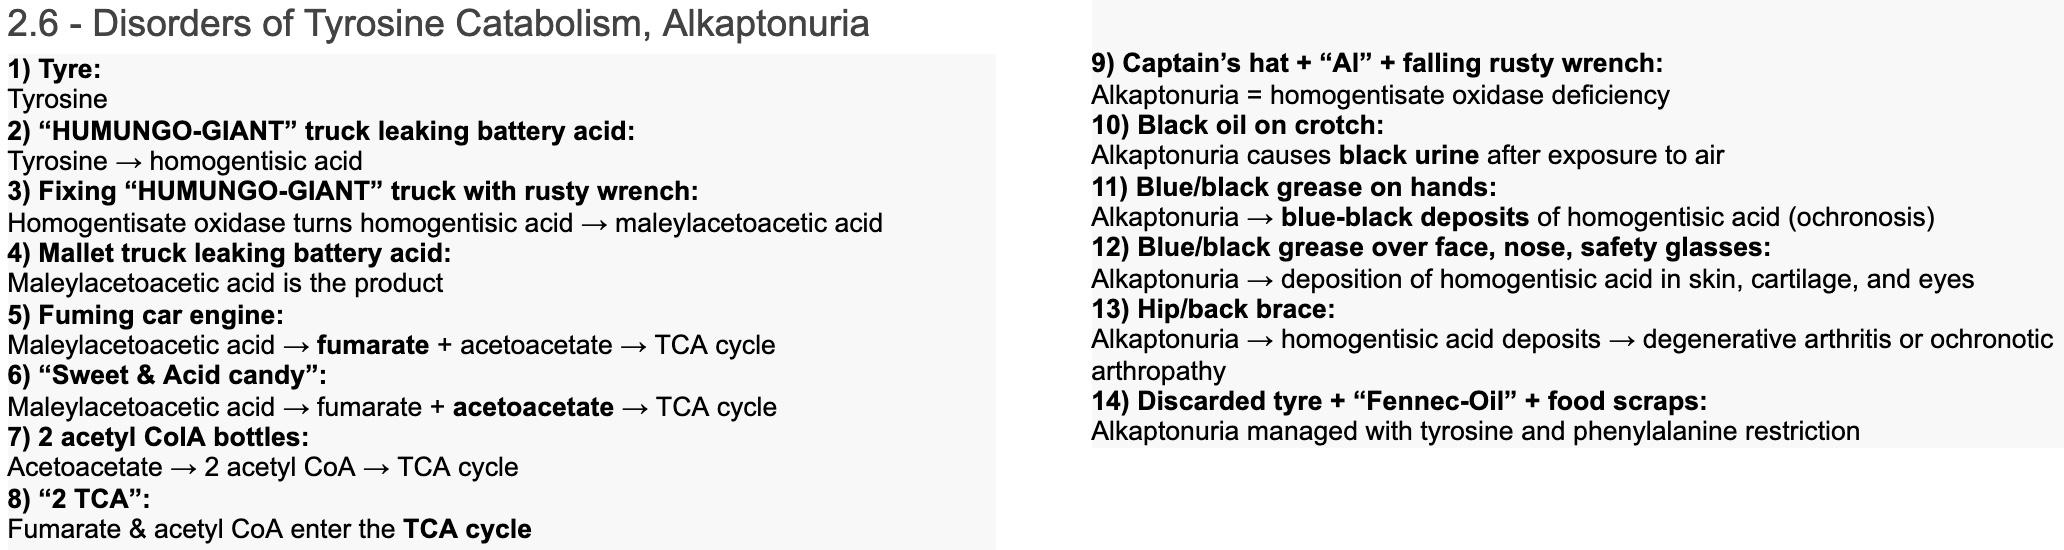 2.6 - Disorders of Tyrosine Catabolism, Alkaptonuria
1) Tyre:
Tyrosine
2) “HUMUNGO-GIANT” truck leaking battery acid:
Tyrosine → homogentisic acid
3) Fixing “HUMUNGO-GIANT” truck with rusty wrench:
Homogentisate oxidase turns homogentisic acid → maleylacetoacetic acid
4) Mallet truck leaking battery acid:
Maleylacetoacetic acid is the product
5) Fuming car engine:
Maleylacetoacetic acid → fumarate + acetoacetate → TCA cycle
6) “Sweet & Acid candy”:
Maleylacetoacetic acid → fumarate + acetoacetate → TCA cycle
7) 2 acetyl ColA bottles:
Acetoacetate → 2 acetyl CoA → TCA cycle
8) “2 TCA”:
Fumarate & acetyl CoA enter the TCA cycle
9) Captain’s hat + “Al” + falling rusty wrench:
Alkaptonuria = homogentisate oxidase deficiency
10) Black oil on crotch:
Alkaptonuria causes black urine after exposure to air
11) Blue/black grease on hands:
Alkaptonuria → blue-black deposits of homogentisic acid (ochronosis)
12) Blue/black grease over face, nose, safety glasses:
Alkaptonuria → deposition of homogentisic acid in skin, cartilage, and eyes
13) Hip/back brace:
Alkaptonuria → homogentisic acid deposits → degenerative arthritis or ochronotic
arthropathy
14) Discarded tyre + “Fennec-Oil” + food scraps:
Alkaptonuria managed with tyrosine and phenylalanine restriction